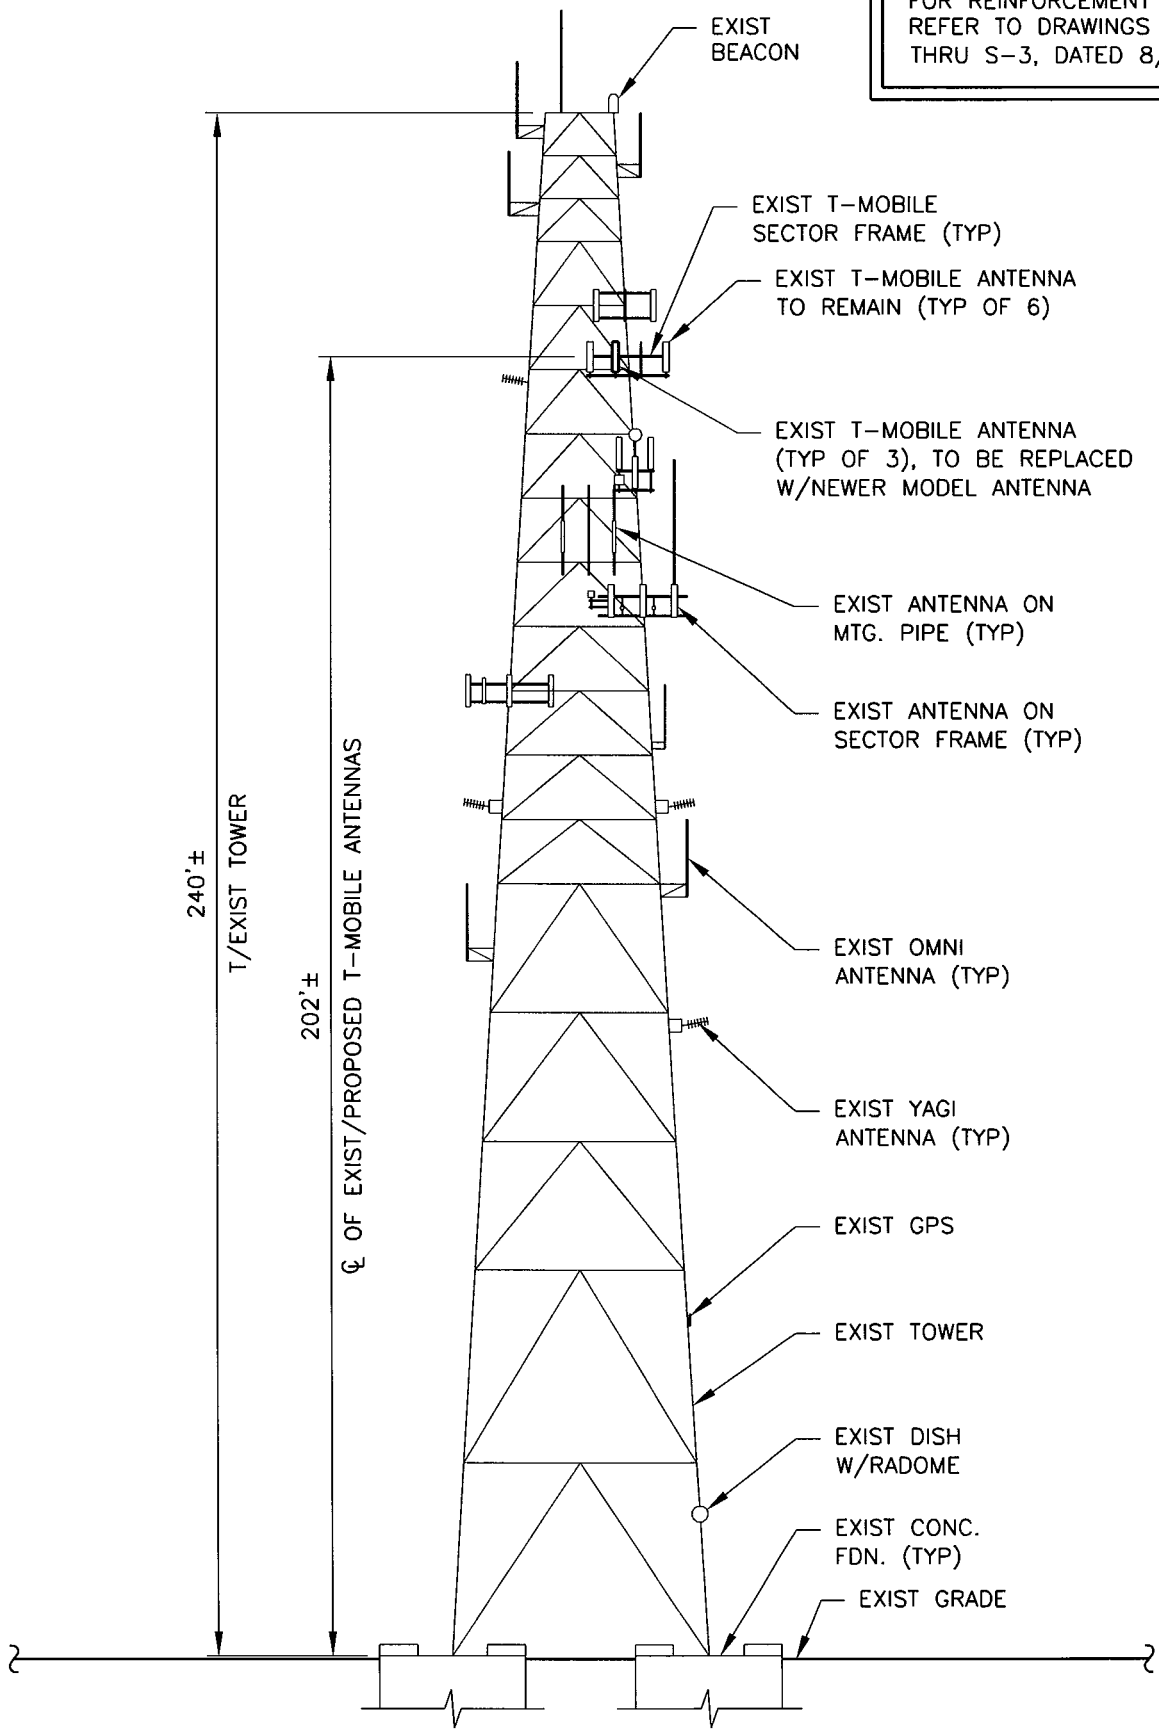 FOR REINFORCEMENT
REFER TO DRAWINGS
THRU S-3, DATED 8/
EXIST
BEACON
EXIST T-MOBILE
SECTOR FRAME (TYP)
EXIST T-MOBILE ANTENNA
TO REMAIN (TYP OF 6)
EXIST T-MOBILE ANTENNA
(TYP OF 3), TO BE REPLACED
W/NEWER MODEL ANTENNA
EXIST ANTENNA ON
MTG. PIPE (TYP)
EXIST ANTENNA ON
SECTOR FRAME (TYP)
240'±
T/EXIST TOWER
202'±
℄ OF EXIST/PROPOSED T-MOBILE ANTENNAS
EXIST OMNI
ANTENNA (TYP)
EXIST YAGI
ANTENNA (TYP)
EXIST GPS
EXIST TOWER
EXIST DISH
W/RADOME
EXIST CONC.
FDN. (TYP)
EXIST GRADE